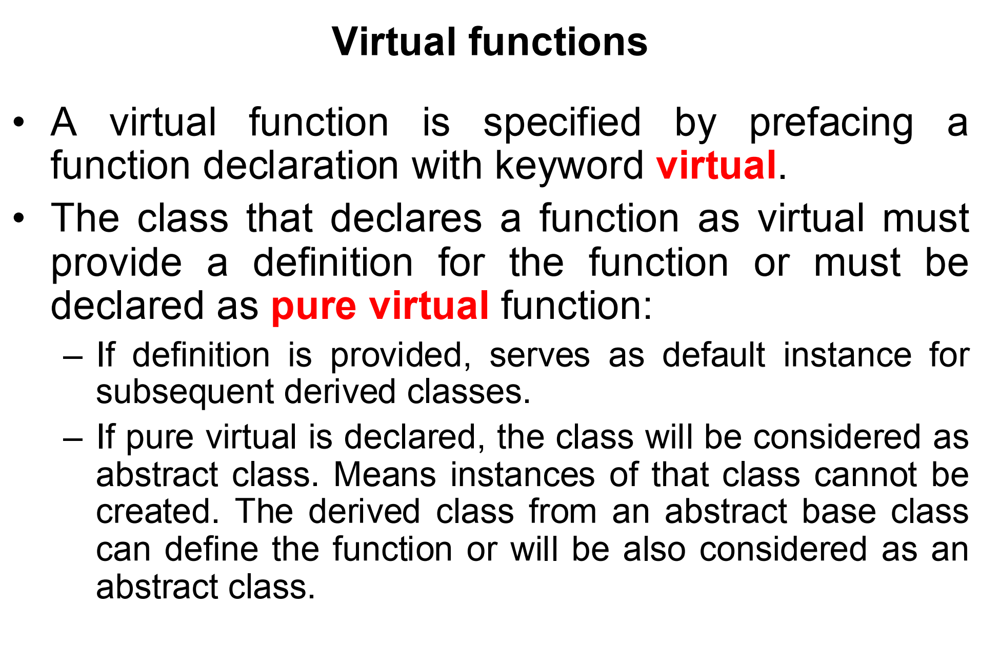 Virtual functions
• A virtual function is specified by prefacing a
function declaration with keyword virtual.
• The class that declares a function as virtual must
provide a definition for the function or must be
declared as pure virtual function:
– If definition is provided, serves as default instance for
subsequent derived classes.
– If pure virtual is declared, the class will be considered as
abstract class. Means instances of that class cannot be
created. The derived class from an abstract base class
can define the function or will be also considered as an
abstract class.